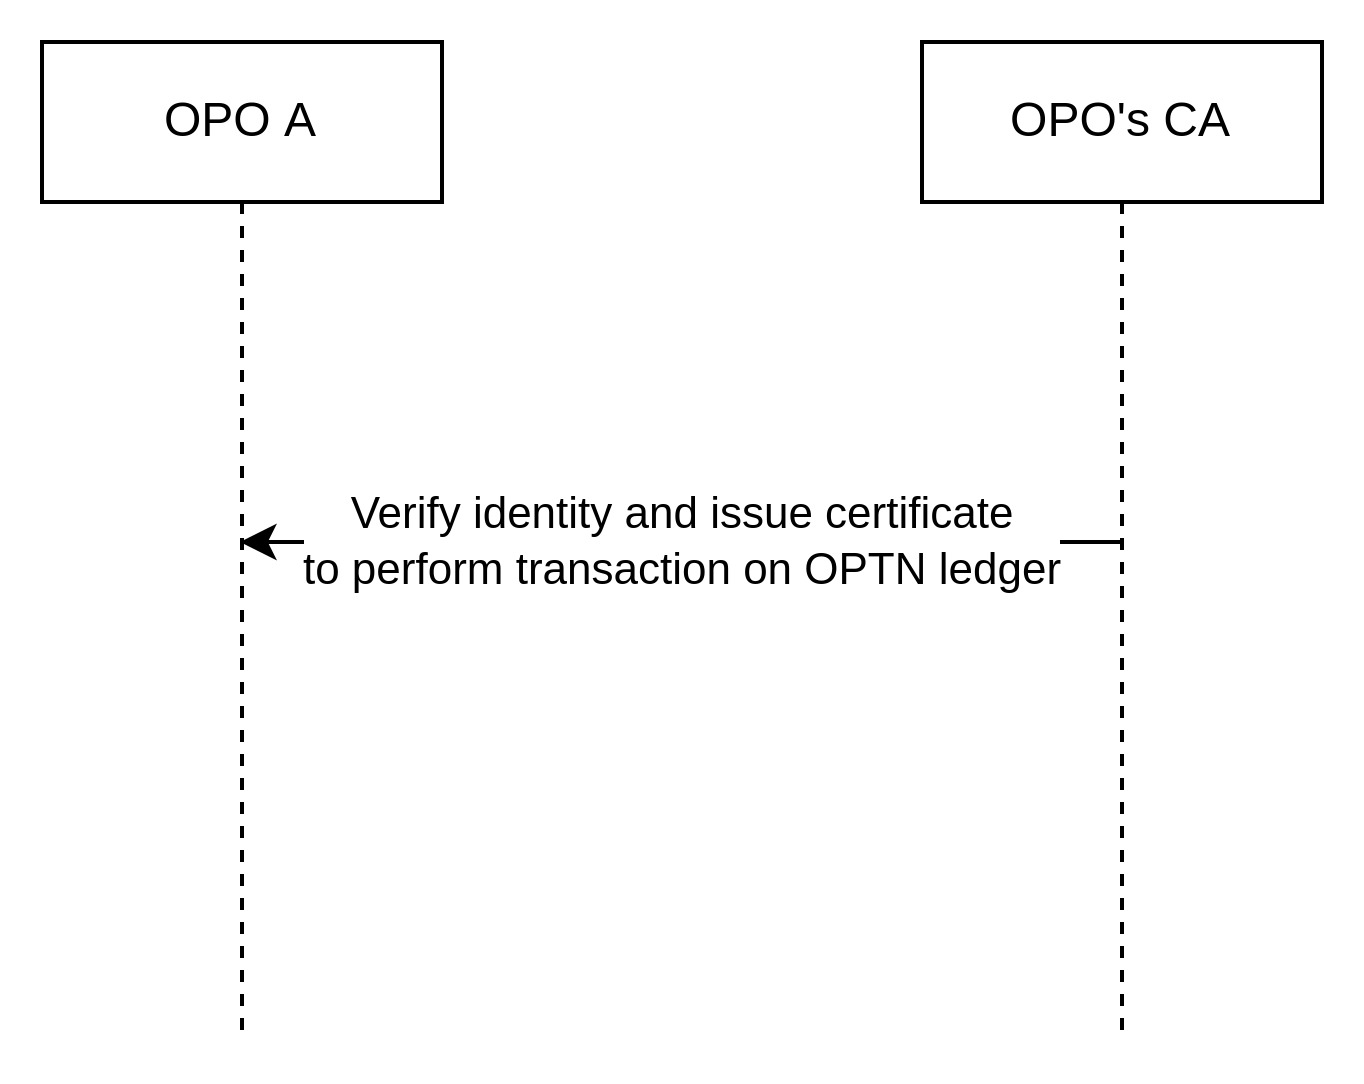 OPO A
OPO's CA
Verify identity and issue certificate
to perform transaction on OPTN ledger